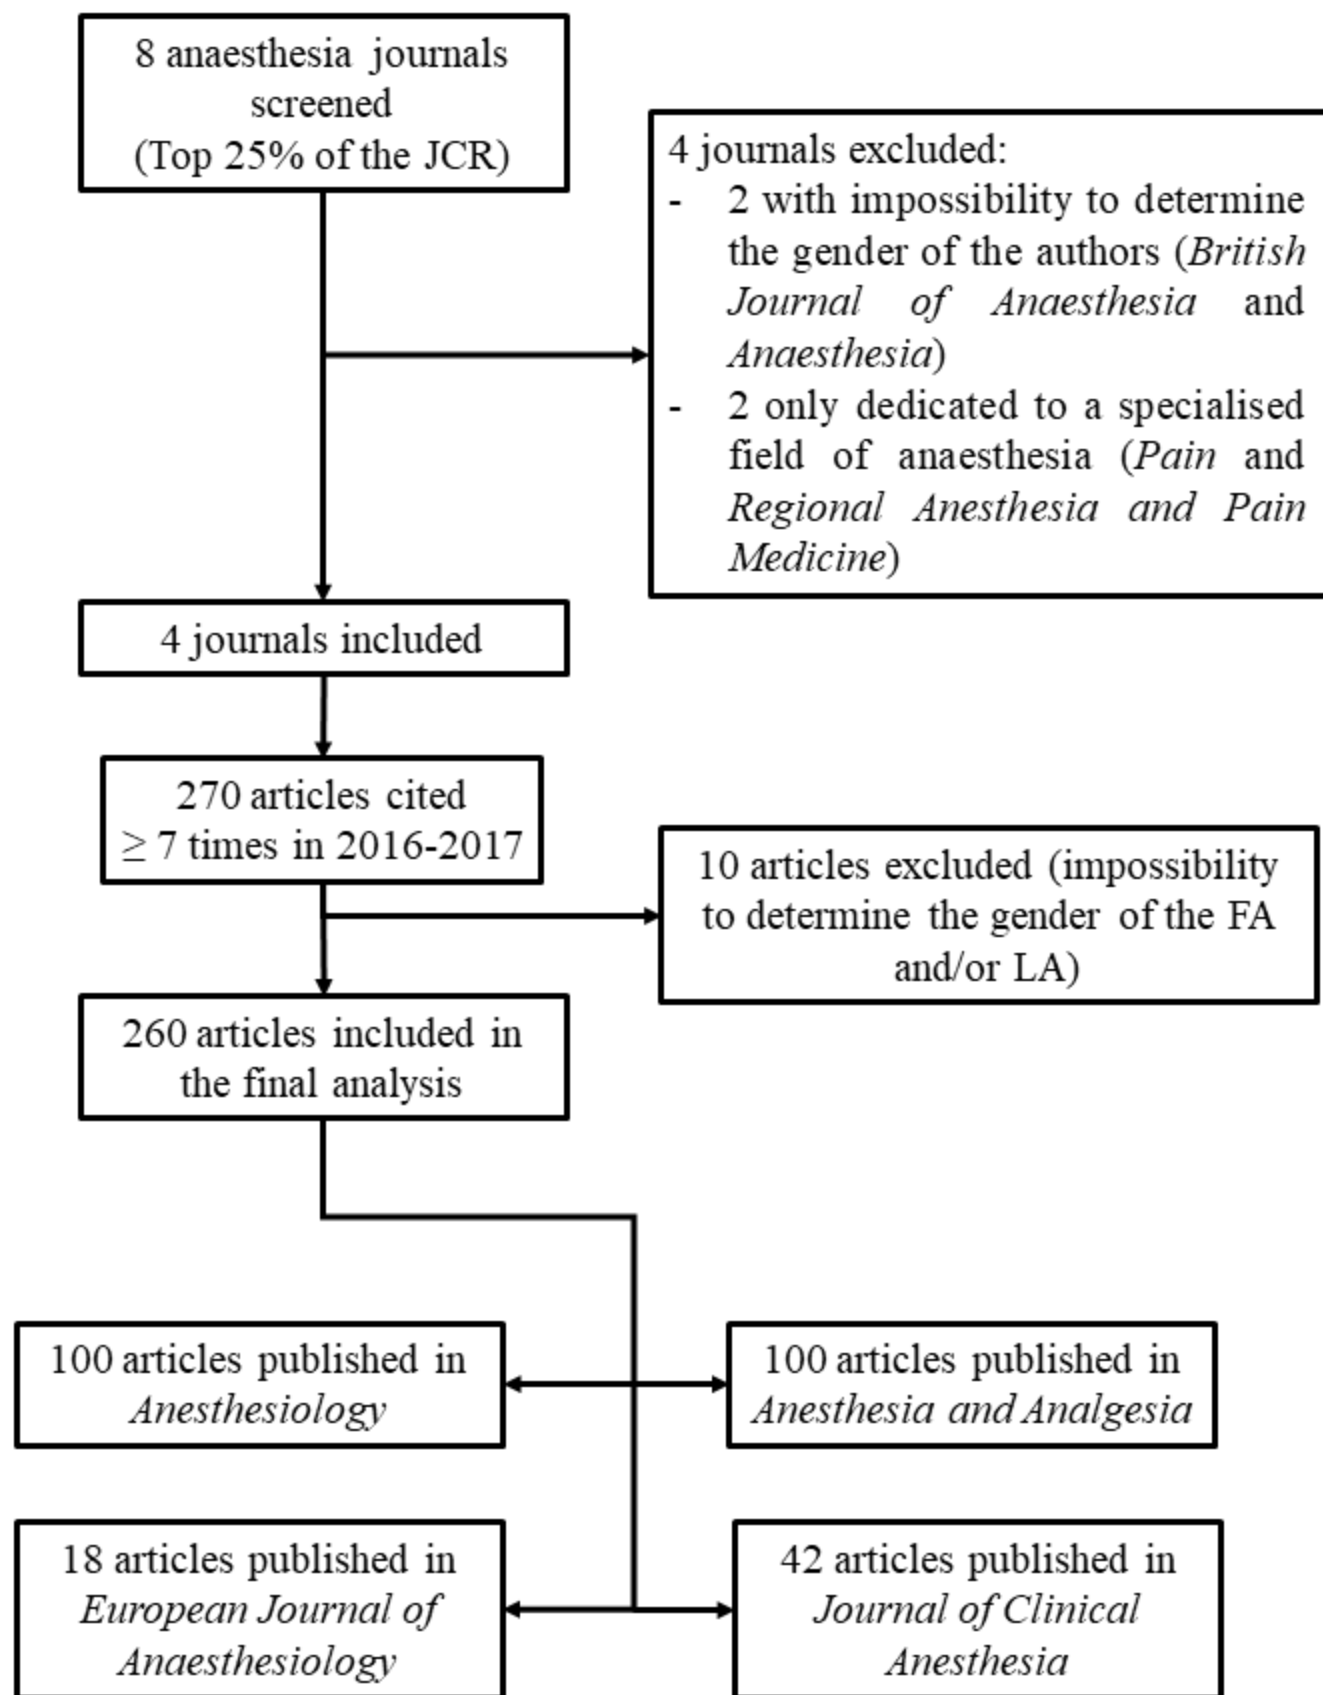 8 anaesthesia journals
screened
(Top 25% of the JCR)
4 journals excluded:
- 2 with impossibility to determine
the gender of the authors (British
Journal of Anaesthesia and
Anaesthesia)
- 2 only dedicated to a specialised
field of anaesthesia (Pain and
Regional Anesthesia and Pain
Medicine)
4 journals included
270 articles cited
≥ 7 times in 2016-2017
10 articles excluded (impossibility
to determine the gender of the FA
and/or LA)
260 articles included in
the final analysis
100 articles published in
Anesthesiology
100 articles published in
Anesthesia and Analgesia
18 articles published in
European Journal of
Anaesthesiology
42 articles published in
Journal of Clinical
Anesthesia